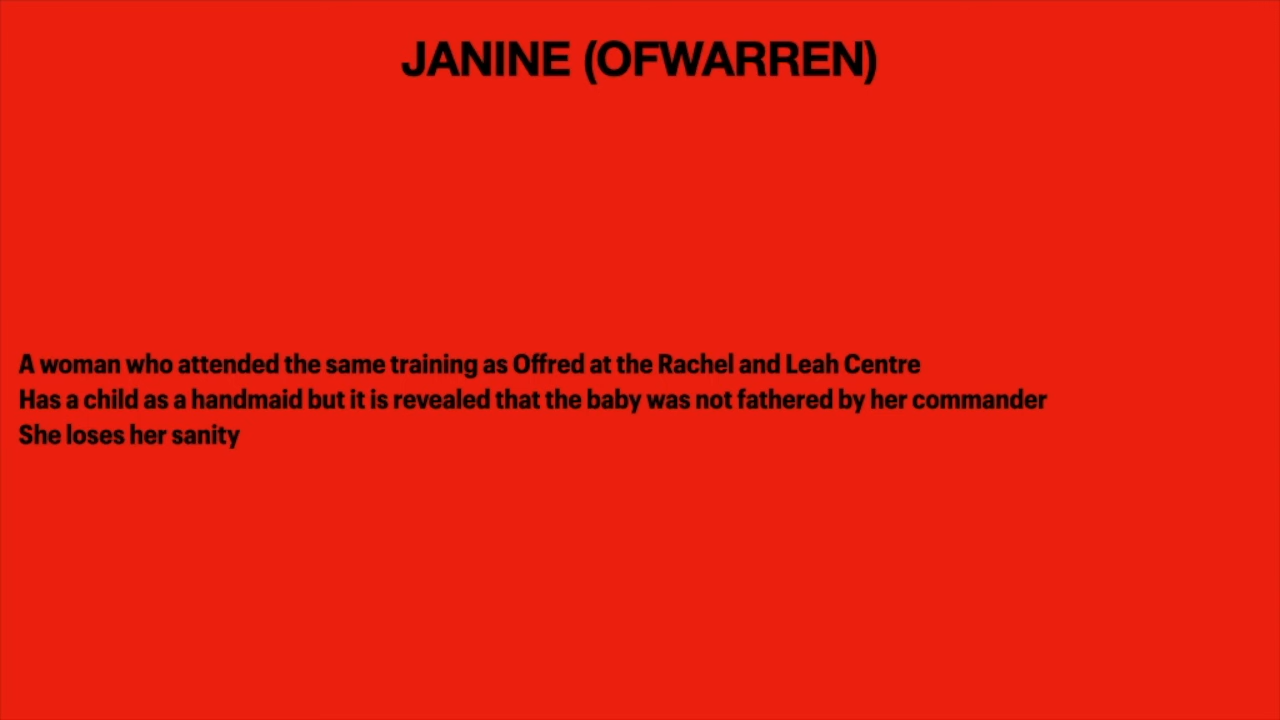 JANINE (OFWARREN)
A woman who attended the same training as Offred at the Rachel and Leah Centre
Has a child as a handmaid but it is revealed that the baby was not fathered by her commander
She loses her sanity